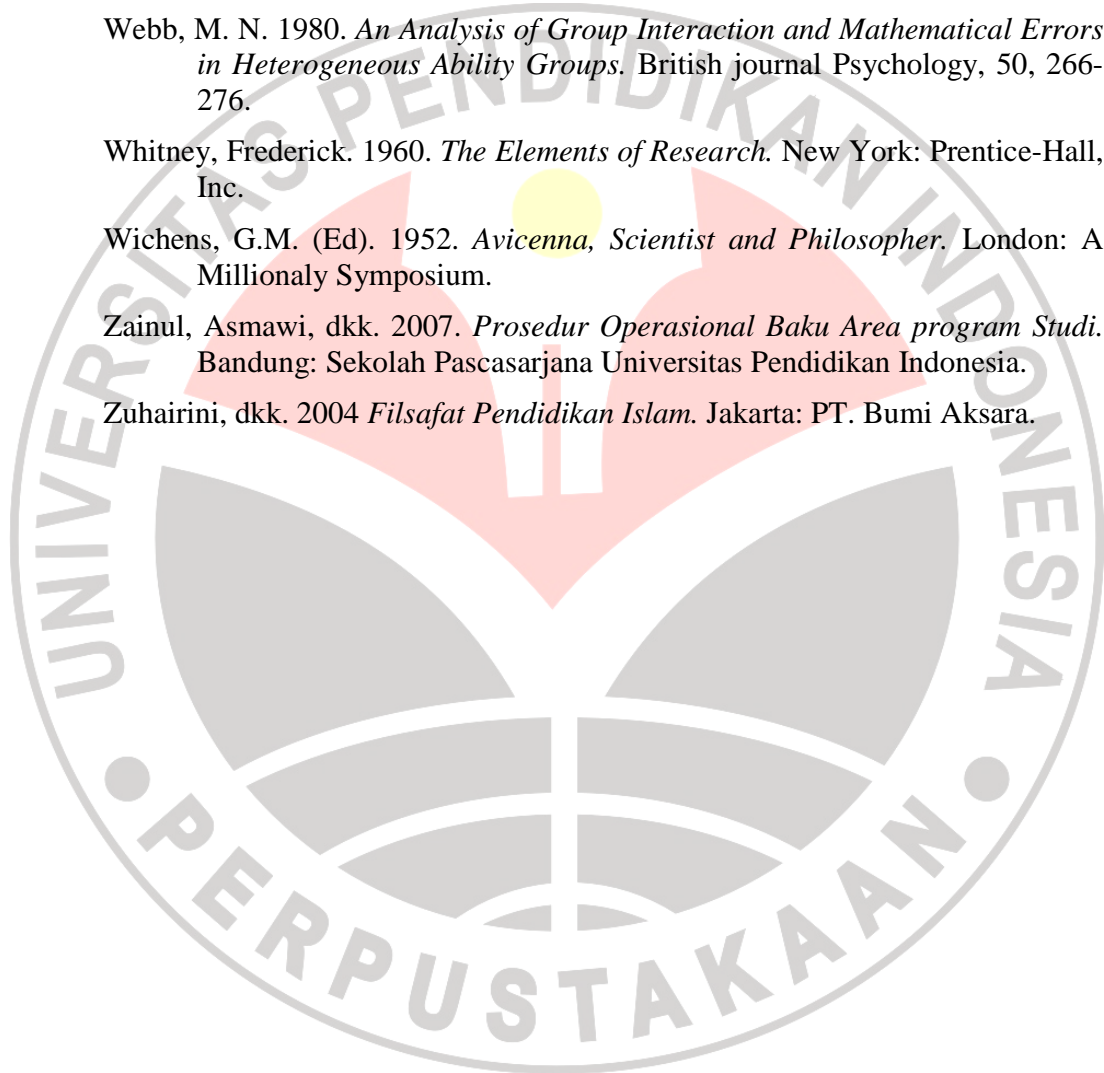 Webb, M. N. 1980. An Analysis of Group Interaction and Mathematical Errors
in Heterogeneous Ability Groups. British journal Psychology, 50, 266-
276.
Whitney, Frederick. 1960. The Elements of Research. New York: Prentice-Hall,
Inc.
Wichens, G.M. (Ed). 1952. Avicenna, Scientist and Philosopher. London: A
Millionaly Symposium.
Zainul, Asmawi, dkk. 2007. Prosedur Operasional Baku Area program Studi.
Bandung: Sekolah Pascasarjana Universitas Pendidikan Indonesia.
Zuhairini, dkk. 2004 Filsafat Pendidikan Islam. Jakarta: PT. Bumi Aksara.
UNIVERSITAS PENDIDIKAN INDONESIA
PERPUSTAKAAN